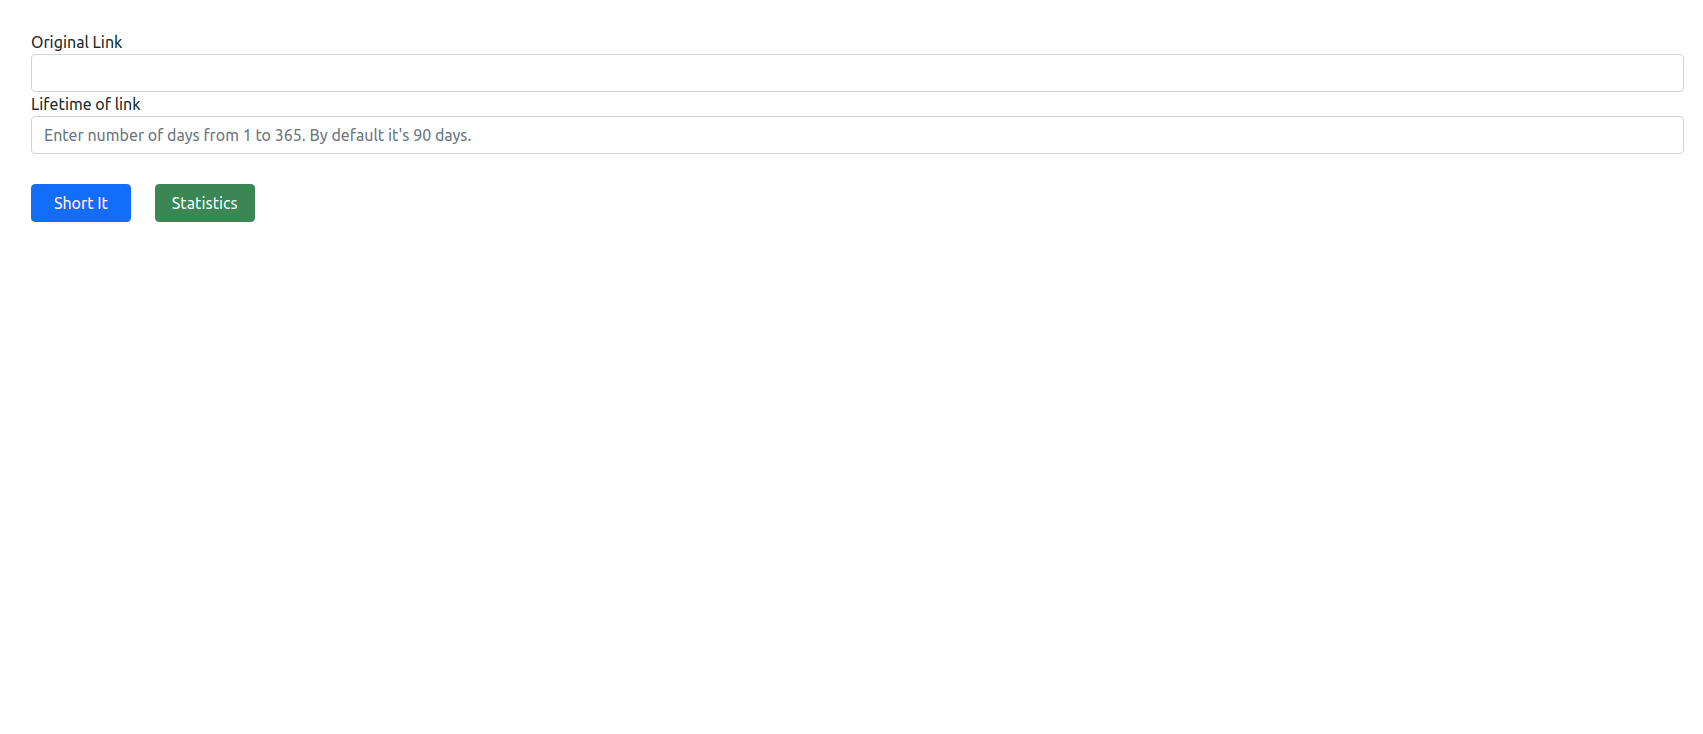 Original Link
Lifetime of link
Enter number of days from 1 to 365. By default it's 90 days.
Short It
Statistics